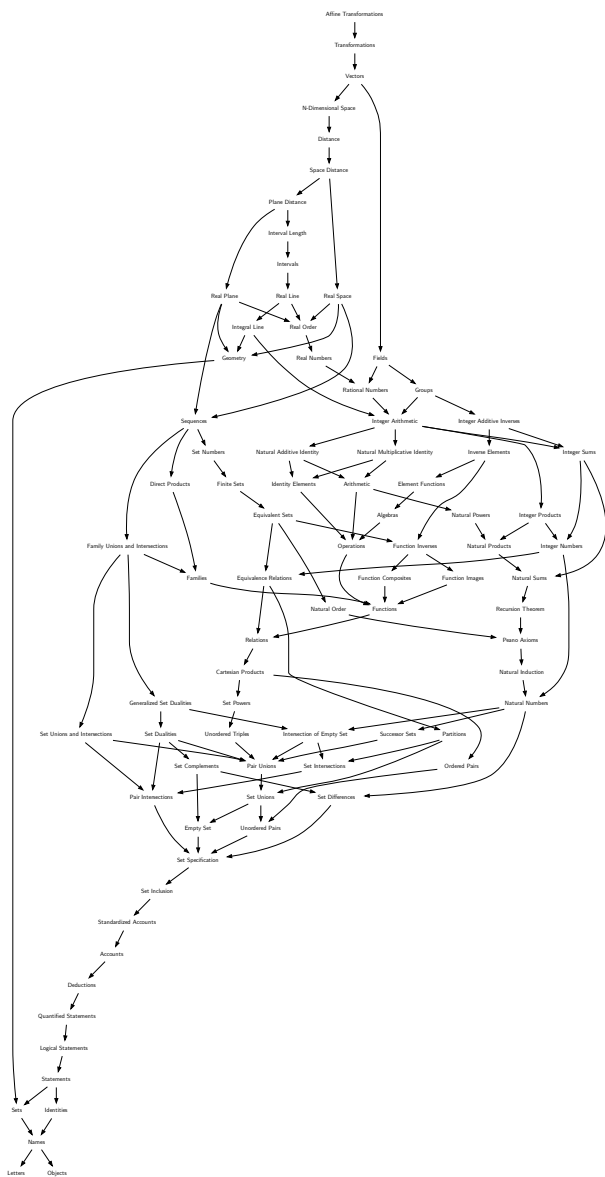 Affine Transformations
Transformations
Vectors
N-Dimensional Space
Distance
Space Distance
Plane Distance
Interval Length
Intervals
Real Plane
Real Line
Real Space
Integral Line
Real Order
Geometry
Real Numbers
Fields
Rational Numbers
Groups
Sequences
Integer Arithmetic
Integer Additive Inverses
Set Numbers
Natural Additive Identity
Natural Multiplicative Identity
Inverse Elements
Integer Sums
Direct Products
Finite Sets
Identity Elements
Arithmetic
Element Functions
Equivalent Sets
Algebras
Natural Powers
Integer Products
Family Unions and Intersections
Operations
Function Inverses
Natural Products
Integer Numbers
Families
Equivalence Relations
Function Composites
Function Images
Natural Sums
Natural Order
Functions
Recursion Theorem
Relations
Peano Axioms
Cartesian Products
Natural Induction
Generalized Set Dualities
Set Powers
Natural Numbers
Set Unions and Intersections
Set Dualities
Unordered Triples
Intersection of Empty Set
Successor Sets
Partitions
Set Complements
Pair Unions
Set Intersections
Ordered Pairs
Pair Intersections
Set Unions
Set Differences
Empty Set
Unordered Pairs
Set Specification
Set Inclusion
Standardized Accounts
Accounts
Deductions
Quantified Statements
Logical Statements
Statements
Sets
Identities
Names
Letters
Objects